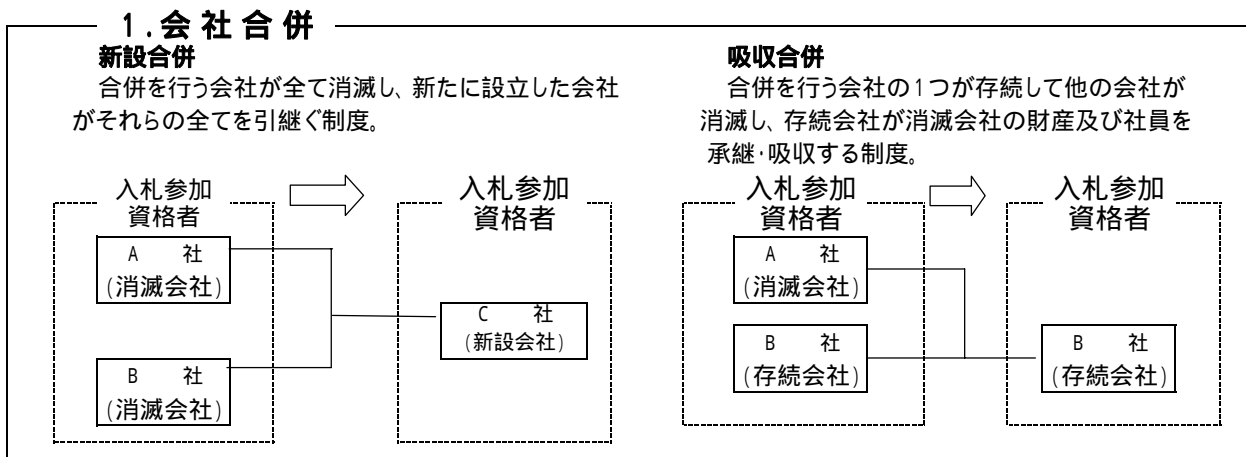 1.会社合併
新設合併
合併を行う会社が全て消滅し、新たに設立した会社
がそれらの全てを引継ぐ制度。
入札参加
資格者
A 社
(消滅会社)
B 社
(消滅会社)
入札参加
資格者
C 社
(新設会社)
吸収合併
合併を行う会社の1つが存続して他の会社が
消滅し、存続会社が消滅会社の財産及び社員を
承継・吸収する制度。
入札参加
資格者
A 社
(消滅会社)
B 社
(存続会社)
入札参加
資格者
B 社
(存続会社)